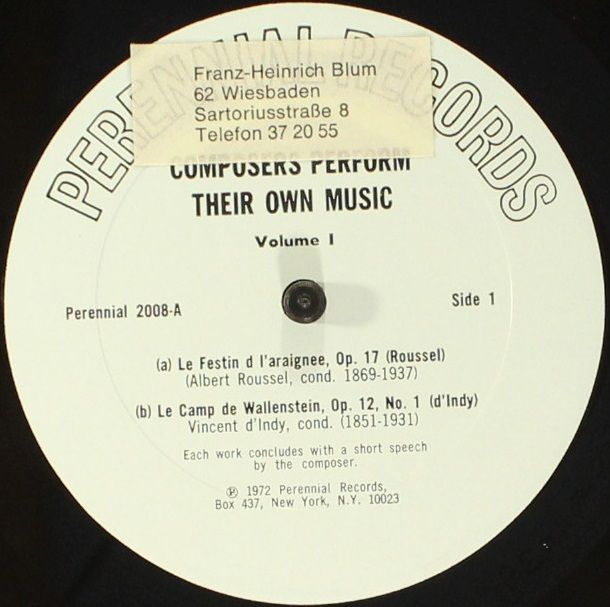 PERENNIAL RECORDS
Franz-Heinrich Blum
62 Wiesbaden
Sartoriusstraße 8
Telefon 37 20 55
COMPOSERS PERFORM
THEIR OWN MUSIC
Volume I
Perennial 2008-A
Side 1
(a) Le Festin d l'araignee, Op. 17 (Roussel)
(Albert Roussel, cond. 1869-1937)
(b) Le Camp de Wallenstein, Op. 12, No. 1 (d'Indy)
Vincent d'Indy, cond. (1851-1931)
Each work concludes with a short speech
by the composer.
℗ 1972 Perennial Records,
Box 437, New York, N.Y. 10023